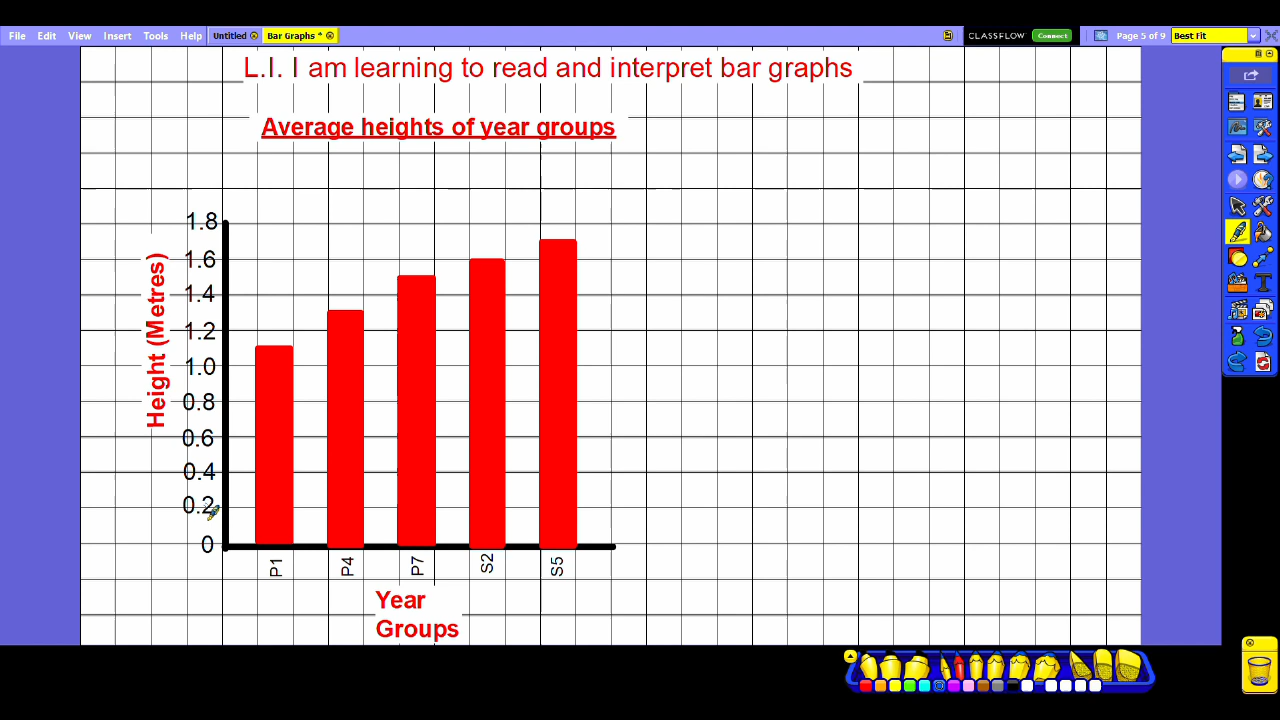 File Edit View Insert Tools Help Untitled Bar Graphs * CLASSFLOW Connect Page 5 of 9 Best Fit
L.I. I am learning to read and interpret bar graphs
Average heights of year groups
Height (Metres)
1.8
1.6
1.4
1.2
1.0
0.8
0.6
0.4
0.2
0
P1 P4 P7 S2 S5
Year
Groups